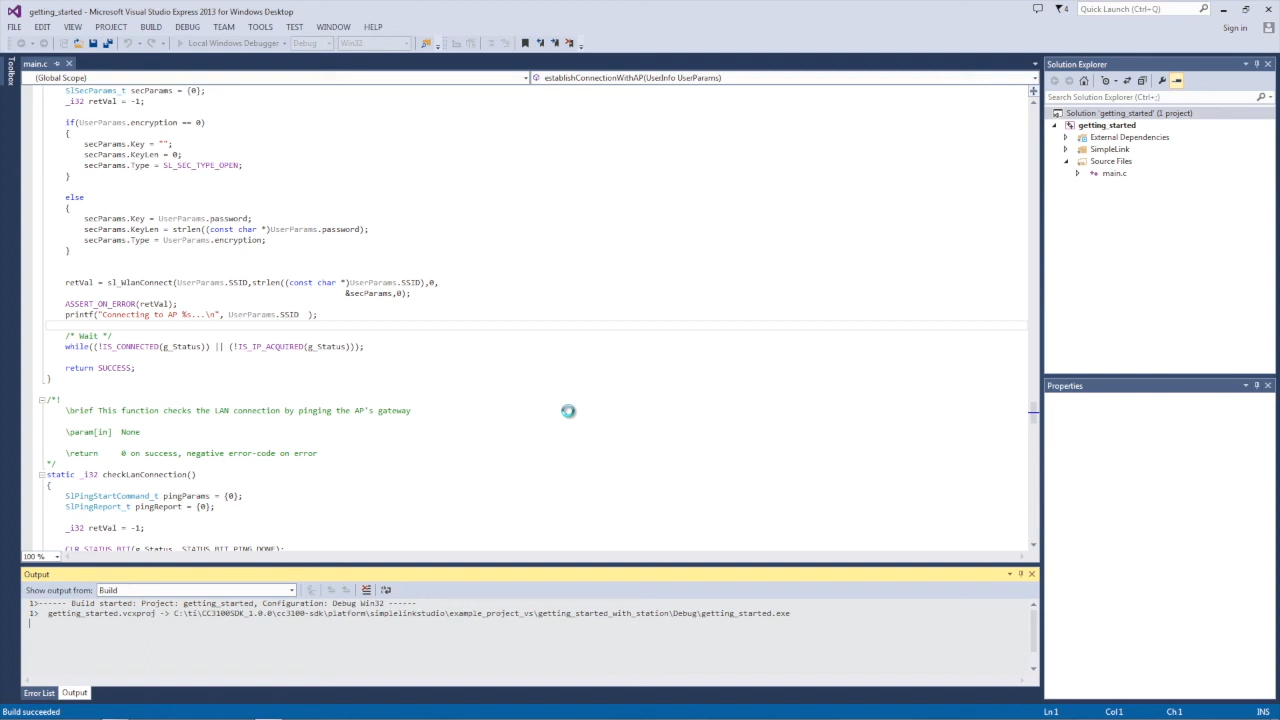 getting_started - Microsoft Visual Studio Express 2013 for Windows Desktop
4
Quick Launch (Ctrl+Q)
FILE EDIT VIEW PROJECT BUILD DEBUG TEAM TOOLS TEST WINDOW HELP
Sign in
Local Windows Debugger Debug Win32
Toolbox
main.c
(Global Scope)
establishConnectionWithAP(UserInfo UserParams)
SlSecParams_t secParams = {0};
_i32 retVal = -1;
if(UserParams.encryption == 0)
{
secParams.Key = "";
secParams.KeyLen = 0;
secParams.Type = SL_SEC_TYPE_OPEN;
}
else
{
secParams.Key = UserParams.password;
secParams.KeyLen = strlen((const char *)UserParams.password);
secParams.Type = UserParams.encryption;
}
retVal = sl_WlanConnect(UserParams.SSID,strlen((const char *)UserParams.SSID),0,
&secParams,0);
ASSERT_ON_ERROR(retVal);
printf("Connecting to AP %s...\n", UserParams.SSID  );
/* Wait */
while((!IS_CONNECTED(g_Status)) || (!IS_IP_ACQUIRED(g_Status)));
return SUCCESS;
}
/*!
\brief This function checks the LAN connection by pinging the AP's gateway
\param[in]  None
\return     0 on success, negative error-code on error
*/
static _i32 checkLanConnection()
{
SlPingStartCommand_t pingParams = {0};
SlPingReport_t pingReport = {0};
_i32 retVal = -1;
CLR_STATUS_BIT(g_Status, STATUS_BIT_PING_DONE);
100 %
Solution Explorer
Search Solution Explorer (Ctrl+;)
Solution 'getting_started' (1 project)
getting_started
External Dependencies
SimpleLink
Source Files
main.c
Properties
Output
Show output from: Build
1>------ Build started: Project: getting_started, Configuration: Debug Win32 ------
1>  getting_started.vcxproj -> C:\ti\CC3100SDK_1.0.0\cc3100-sdk\platform\simplelinkstudio\example_project_vs\getting_started_with_station\Debug\getting_started.exe
Error List Output
Build succeeded
Ln 1 Col 1 Ch 1 INS